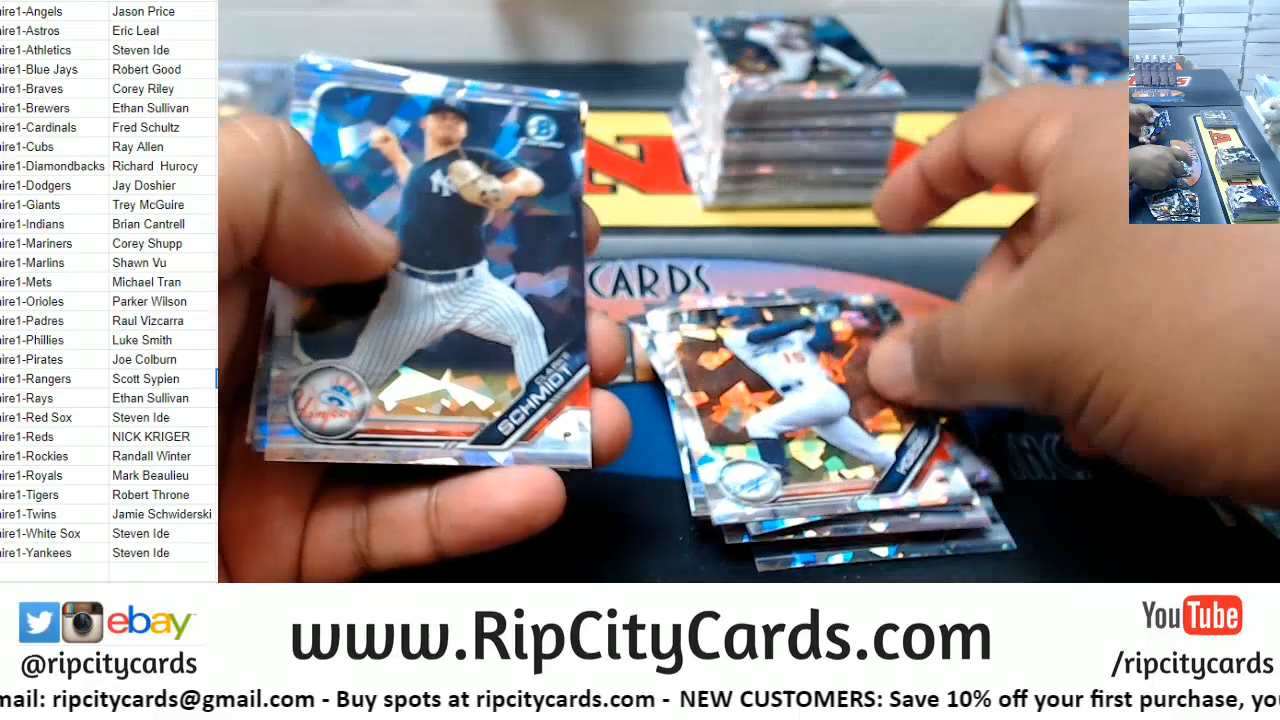 ire1-Angels Jason Price
ire1-Astros Eric Leal
ire1-Athletics Steven Ide
ire1-Blue Jays Robert Good
ire1-Braves Corey Riley
ire1-Brewers Ethan Sullivan
ire1-Cardinals Fred Schultz
ire1-Cubs Ray Allen
ire1-Diamondbacks Richard Hurocy
ire1-Dodgers Jay Doshier
ire1-Giants Trey McGuire
ire1-Indians Brian Cantrell
ire1-Mariners Corey Shupp
ire1-Marlins Shawn Vu
ire1-Mets Michael Tran
ire1-Orioles Parker Wilson
ire1-Padres Raul Vizcarra
ire1-Phillies Luke Smith
ire1-Pirates Joe Colburn
ire1-Rangers Scott Sypien
ire1-Rays Ethan Sullivan
ire1-Red Sox Steven Ide
ire1-Reds NICK KRIGER
ire1-Rockies Randall Winter
ire1-Royals Mark Beaulieu
ire1-Tigers Robert Throne
ire1-Twins Jamie Schwiderski
ire1-White Sox Steven Ide
ire1-Yankees Steven Ide
CARDS
SCHMIDT
Yankees
P
15
ebay
@ripcitycards
www.RipCityCards.com
YouTube
/ripcitycards
mail: ripcitycards@gmail.com - Buy spots at ripcitycards.com - NEW CUSTOMERS: Save 10% off your first purchase, yo